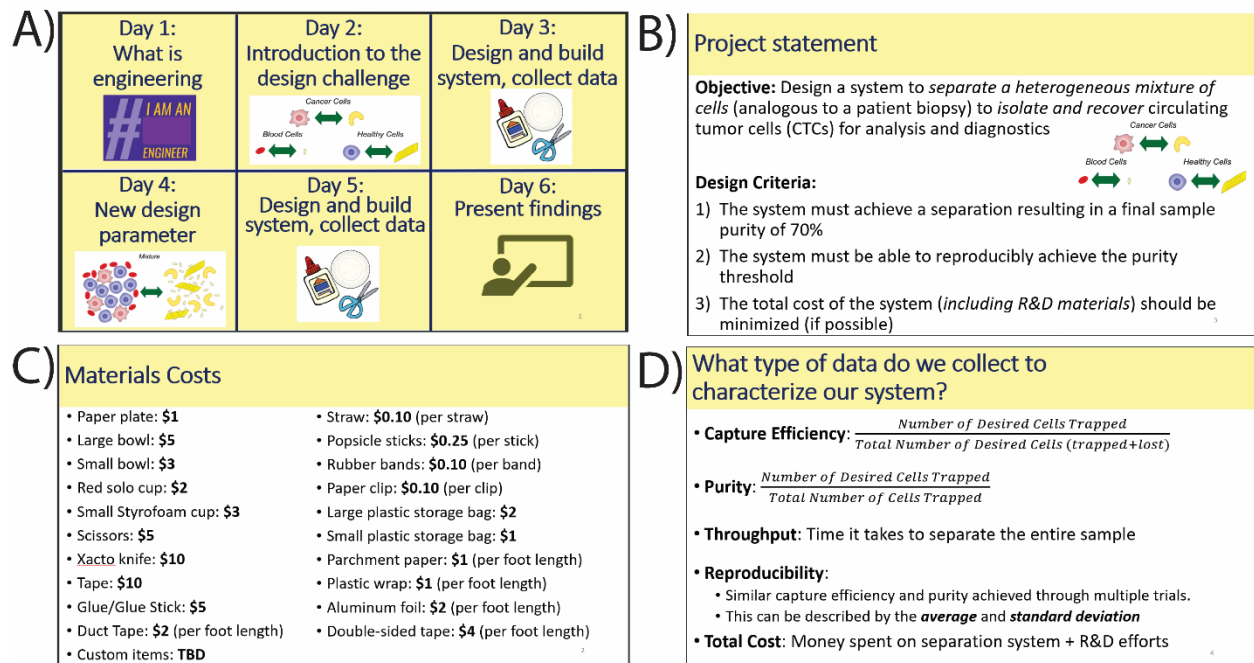 A)
Day 1:
What is
engineering
# I AM AN
ENGINEER
Day 2:
Introduction to the
design challenge
Cancer Cells
Blood Cells
Healthy Cells
Day 3:
Design and build
system, collect data
Day 4:
New design
parameter
Mixture
Day 5:
Design and build
system, collect data
Day 6:
Present findings
1
B)
Project statement
Objective: Design a system to separate a heterogeneous mixture of
cells (analogous to a patient biopsy) to isolate and recover circulating
tumor cells (CTCs) for analysis and diagnostics
Cancer Cells
Blood Cells
Healthy Cells
Design Criteria:
1) The system must achieve a separation resulting in a final sample
purity of 70%
2) The system must be able to reproducibly achieve the purity
threshold
3) The total cost of the system (including R&D materials) should be
minimized (if possible)
3
C)
Materials Costs
• Paper plate: $1
• Large bowl: $5
• Small bowl: $3
• Red solo cup: $2
• Small Styrofoam cup: $3
• Scissors: $5
• Xacto knife: $10
• Tape: $10
• Glue/Glue Stick: $5
• Duct Tape: $2 (per foot length)
• Custom items: TBD
• Straw: $0.10 (per straw)
• Popsicle sticks: $0.25 (per stick)
• Rubber bands: $0.10 (per band)
• Paper clip: $0.10 (per clip)
• Large plastic storage bag: $2
• Small plastic storage bag: $1
• Parchment paper: $1 (per foot length)
• Plastic wrap: $1 (per foot length)
• Aluminum foil: $2 (per foot length)
• Double-sided tape: $4 (per foot length)
2
D)
What type of data do we collect to
characterize our system?
• Capture Efficiency: Number of Desired Cells Trapped
Total Number of Desired Cells (trapped+lost)
• Purity: Number of Desired Cells Trapped
Total Number of Cells Trapped
• Throughput: Time it takes to separate the entire sample
• Reproducibility:
• Similar capture efficiency and purity achieved through multiple trials.
• This can be described by the average and standard deviation
• Total Cost: Money spent on separation system + R&D efforts
4